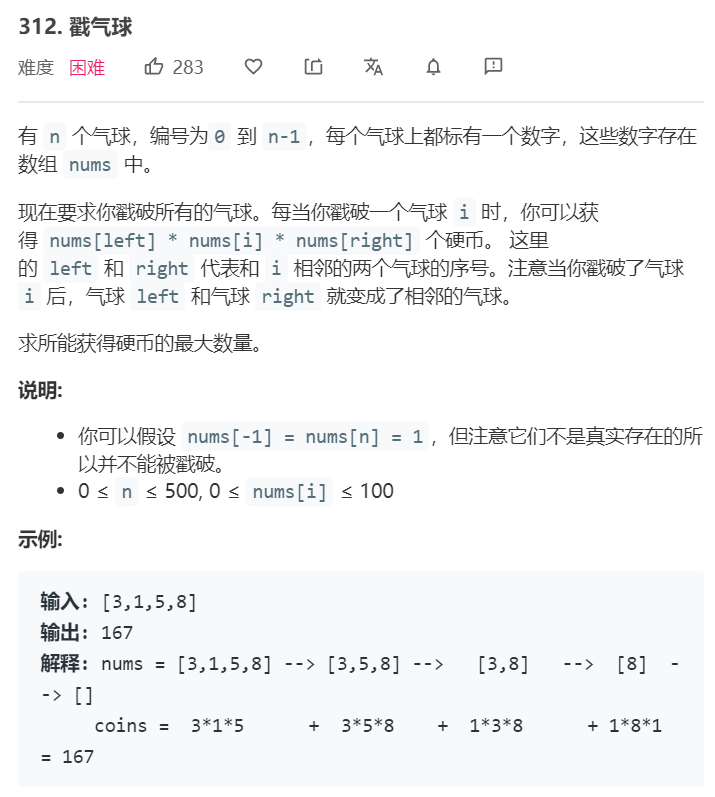 312. 戳气球
难度 困难 283
有 n 个气球，编号为 0 到 n-1，每个气球上都标有一个数字，这些数字存在
数组 nums 中。
现在要求你戳破所有的气球。每当你戳破一个气球 i 时，你可以获
得 nums[left] * nums[i] * nums[right] 个硬币。 这里
的 left 和 right 代表和 i 相邻的两个气球的序号。注意当你戳破了气球
i 后，气球 left 和气球 right 就变成了相邻的气球。
求所能获得硬币的最大数量。
说明:
• 你可以假设 nums[-1] = nums[n] = 1，但注意它们不是真实存在的所
以并不能被戳破。
• 0 ≤ n ≤ 500, 0 ≤ nums[i] ≤ 100
示例:
输入: [3,1,5,8]
输出: 167
解释: nums = [3,1,5,8] --> [3,5,8] --> [3,8] --> [8] -
-> []
coins = 3*1*5 + 3*5*8 + 1*3*8 + 1*8*1
= 167